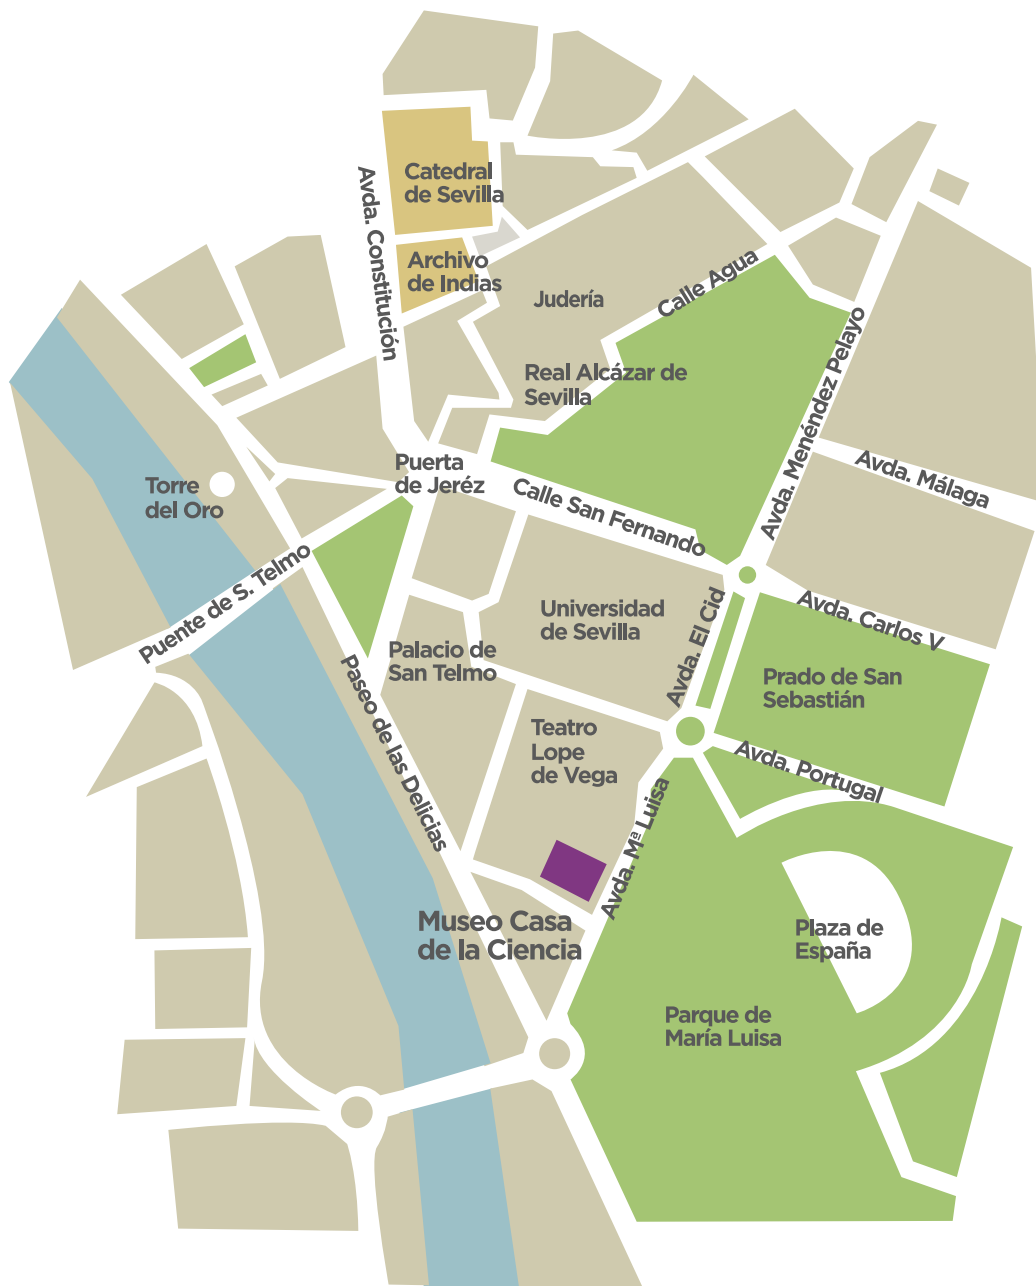 Catedral
de Sevilla
Avda. Constitución
Archivo
de Indias
Judería
Calle Agua
Real Alcázar de
Sevilla
Avda. Menéndez Pelayo
Puerta
de Jeréz
Avda. Málaga
Torre
del Oro
Calle San Fernando
Puente de S. Telmo
Universidad
de Sevilla
Avda. El Cid
Avda. Carlos V
Palacio de
San Telmo
Prado de San
Sebastián
Paseo de las Delicias
Teatro
Lope
de Vega
Avda. Portugal
Avda. Mª Luisa
Museo Casa
de la Ciencia
Plaza de
España
Parque de
María Luisa